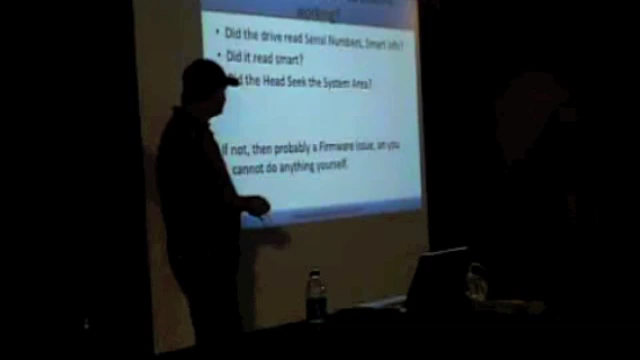 working?
• Did the drive read Serial Numbers, Smart info?
• Did it read smart?
Did the Head Seek the System Area?
If not, then probably a Firmware issue, an you
cannot do anything yourself.